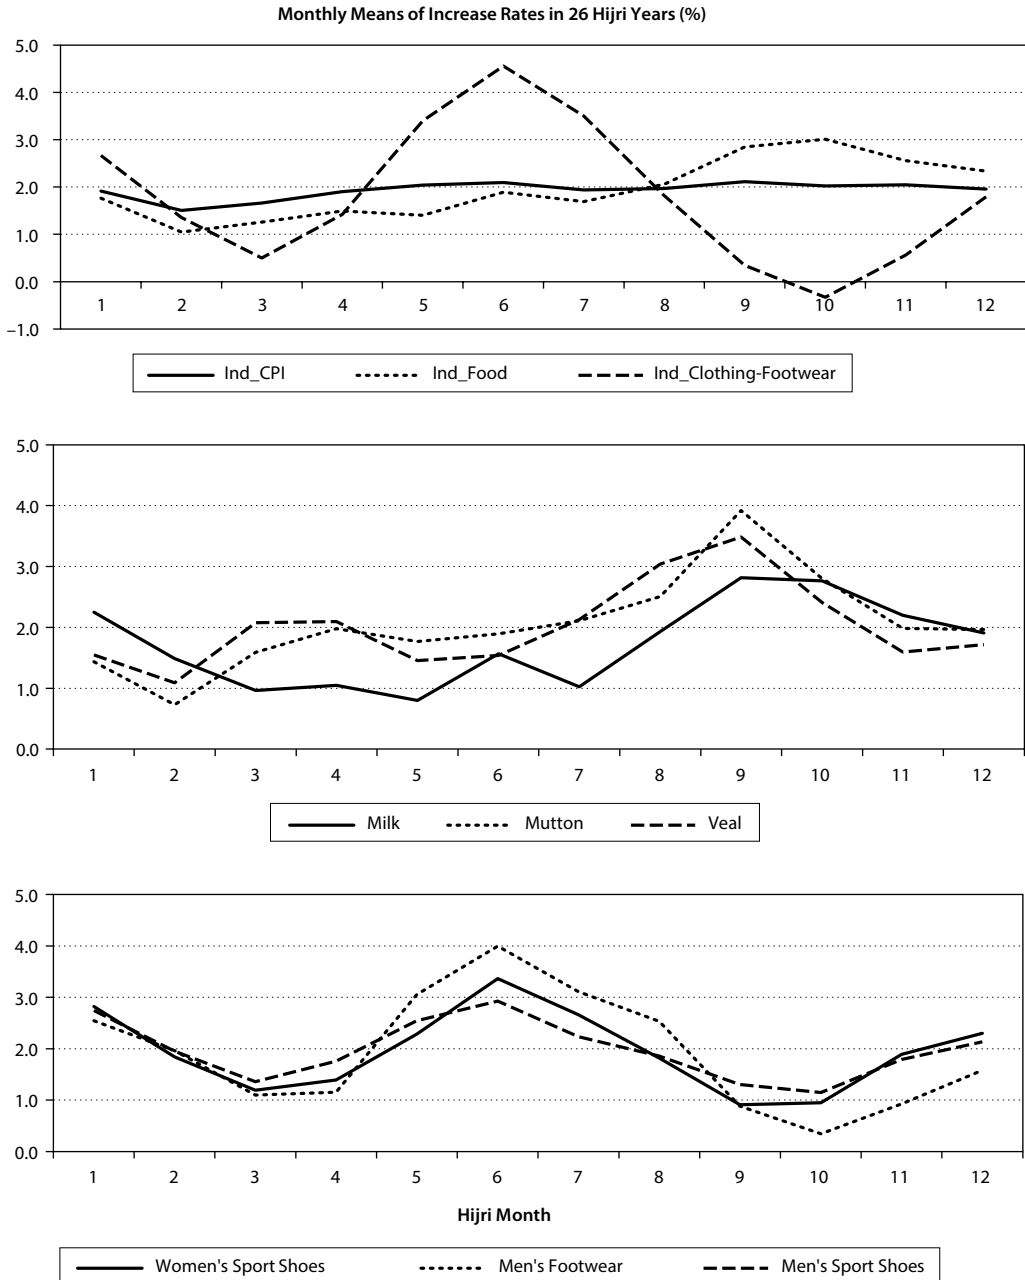 Monthly Means of Increase Rates in 26 Hijri Years (%)
5.0
4.0
3.0
2.0
1.0
0.0
1 2 3 4 5 6 7 8 9 10 11 12
−1.0
Ind_CPI Ind_Food Ind_Clothing-Footwear
5.0
4.0
3.0
2.0
1.0
0.0
1 2 3 4 5 6 7 8 9 10 11 12
Milk Mutton Veal
5.0
4.0
3.0
2.0
1.0
0.0
1 2 3 4 5 6 7 8 9 10 11 12
Hijri Month
Women's Sport Shoes Men's Footwear Men's Sport Shoes